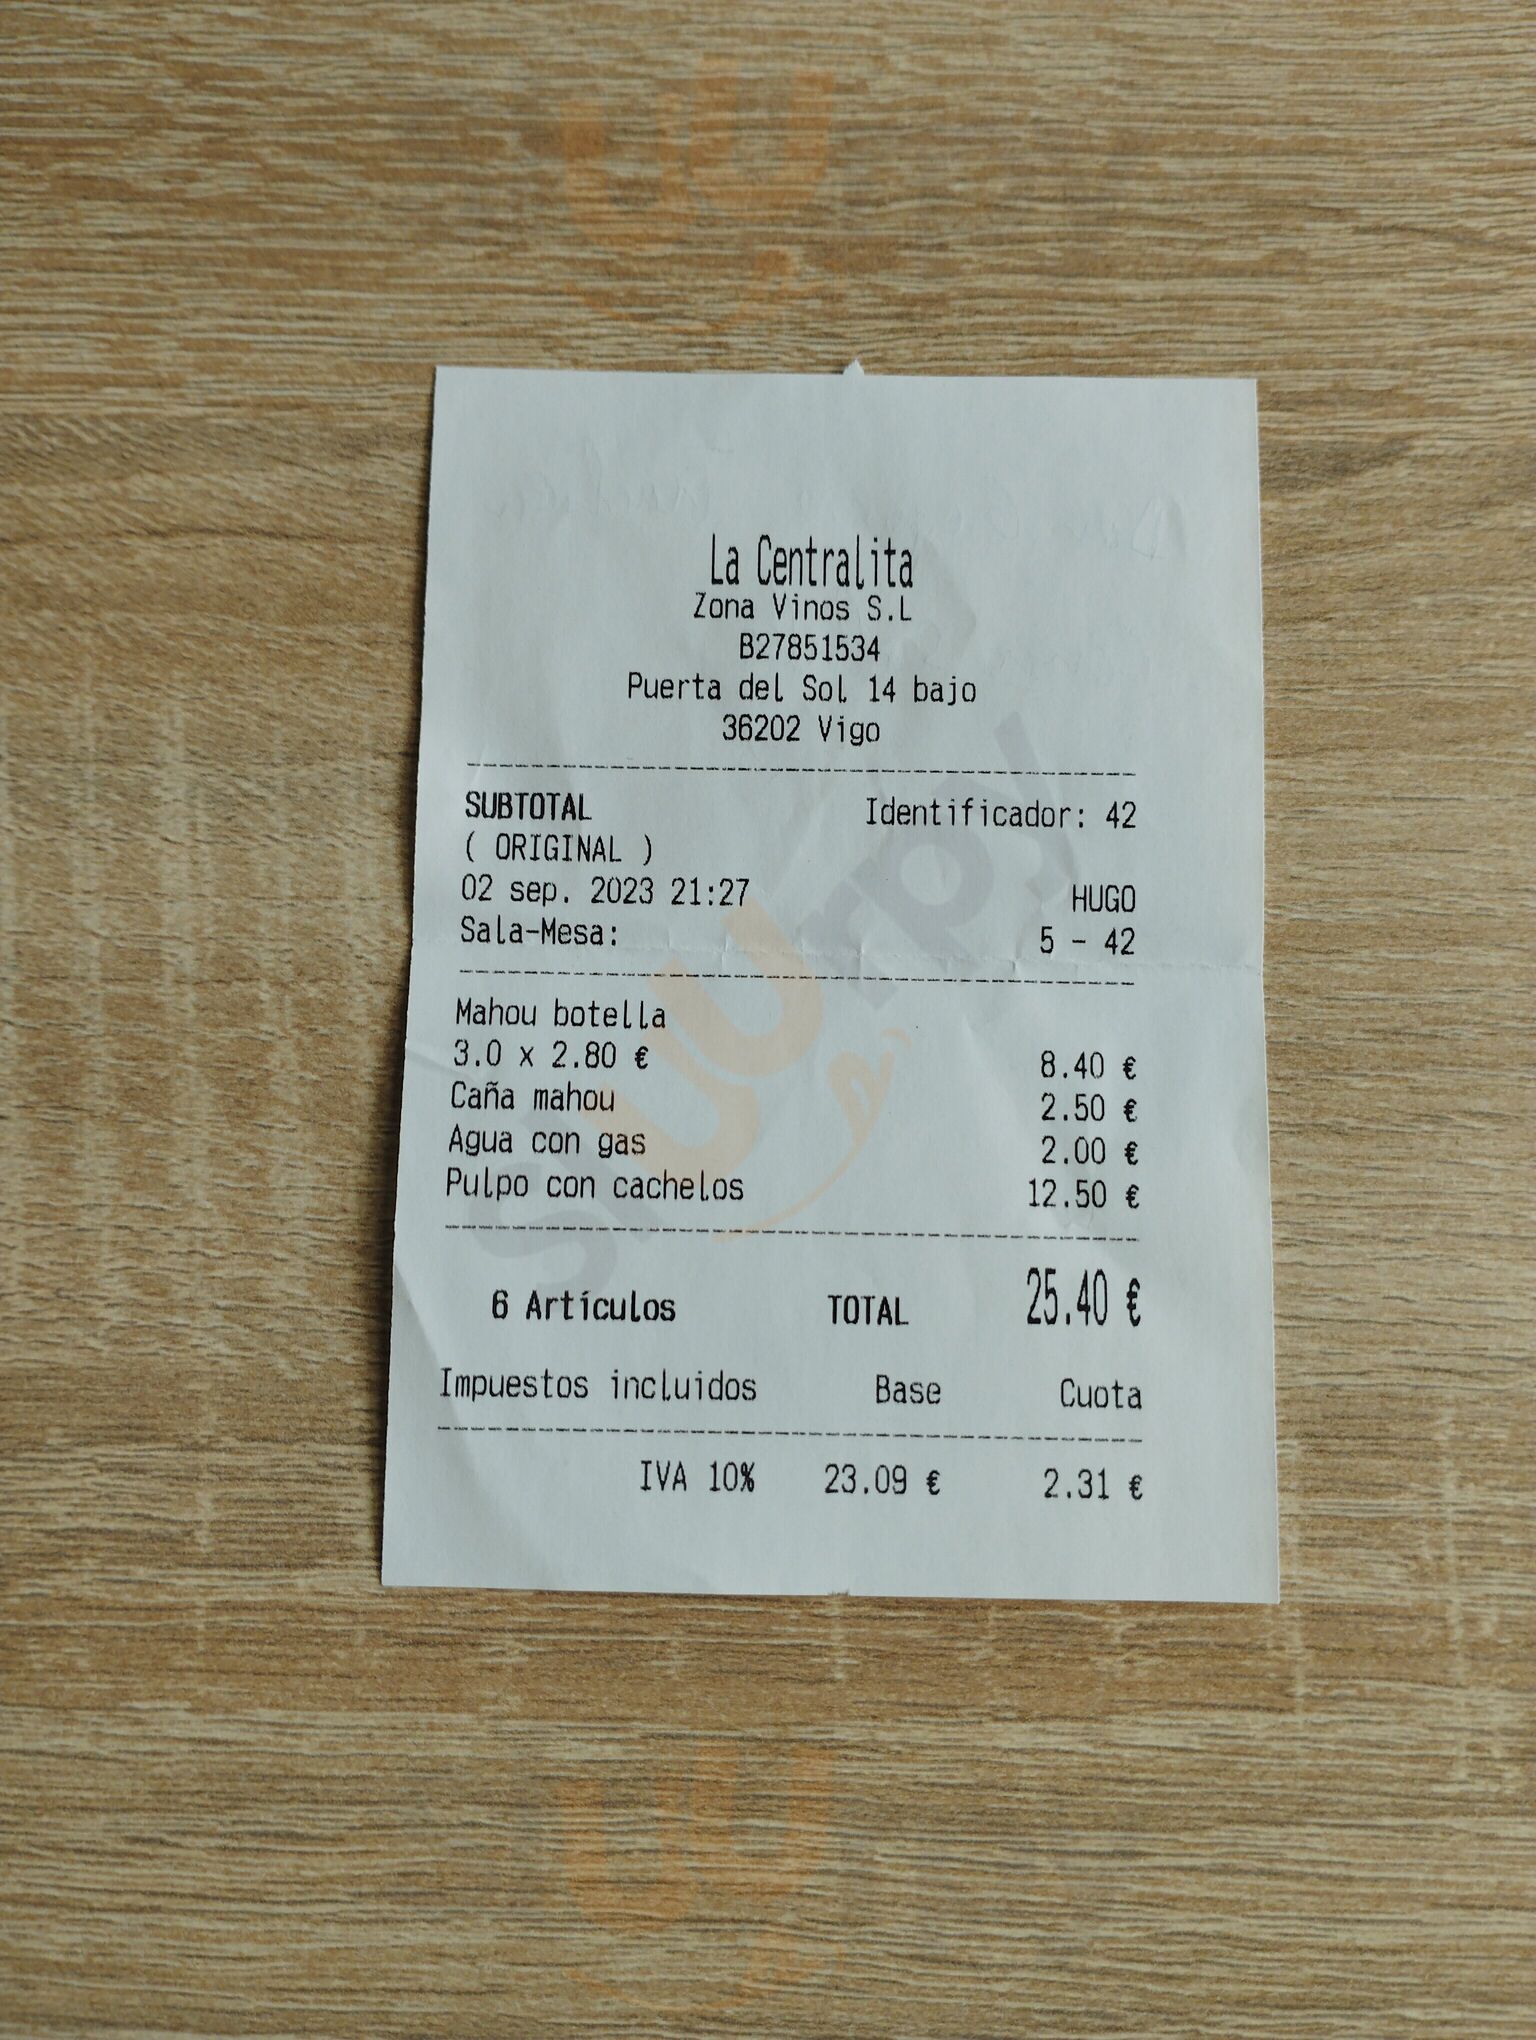 La Centralita
Zona Vinos S.L
B27851534
Puerta del Sol 14 bajo
36202 Vigo
SUBTOTAL Identificador: 42
( ORIGINAL )
02 sep. 2023 21:27 HUGO
Sala-Mesa: 5 - 42
Mahou botella
3.0 x 2.80 € 8.40 €
Caña mahou 2.50 €
Agua con gas 2.00 €
Pulpo con cachelos 12.50 €
6 Artículos TOTAL 25.40 €
Impuestos incluidos Base Cuota
IVA 10% 23.09 € 2.31 €
Sluurpy